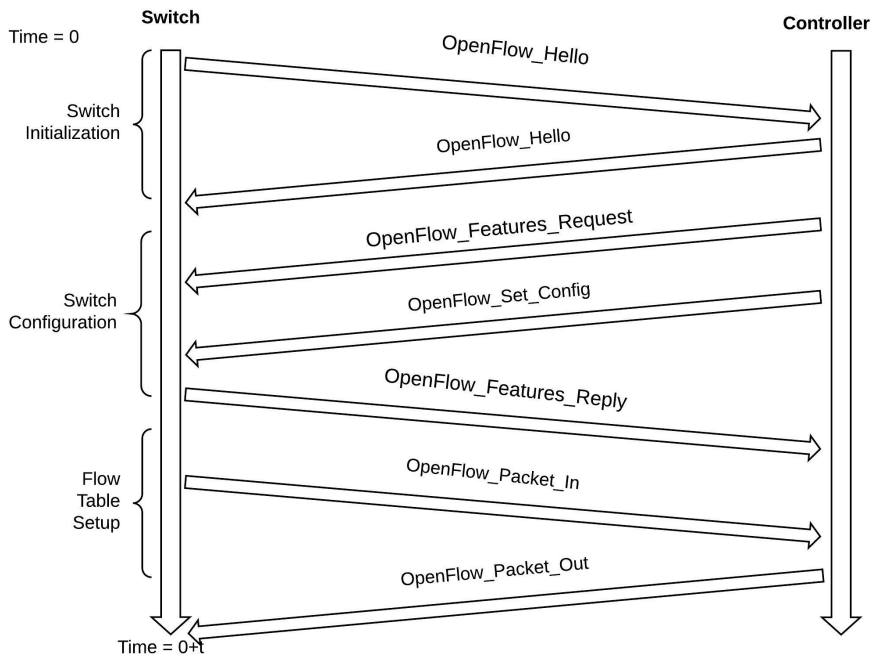 Switch
Controller
Time = 0
OpenFlow_Hello
Switch
Initialization
OpenFlow_Hello
OpenFlow_Features_Request
Switch
Configuration
OpenFlow_Set_Config
OpenFlow_Features_Reply
Flow
Table
Setup
OpenFlow_Packet_In
OpenFlow_Packet_Out
Time = 0+t